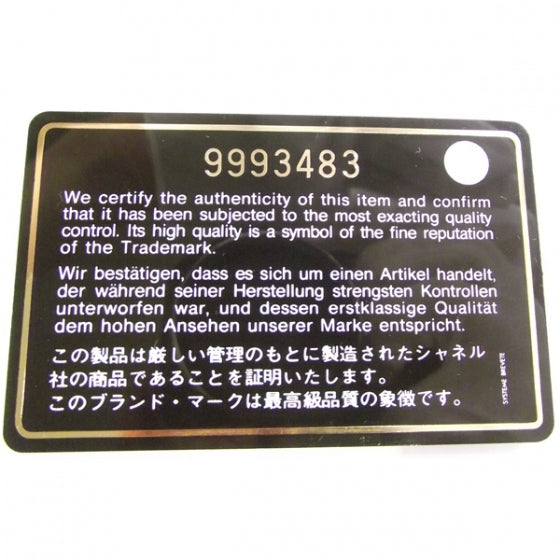 9993483
We certify the authenticity of this item and confirm
that it has been subjected to the most exacting quality
control. Its high quality is a symbol of the fine reputation
of the Trademark.
Wir bestätigen, dass es sich um einen Artikel handelt,
der während seiner Herstellung strengsten Kontrollen
unterworfen war, und dessen erstklassige Qualität
dem hohen Ansehen unserer Marke entspricht.
この製品は厳しい管理のもとに製造されたシャネル
社の商品であることを証明いたします。
このブランド・マークは最高級品質の象徴です。
SYSTEME BREVETE